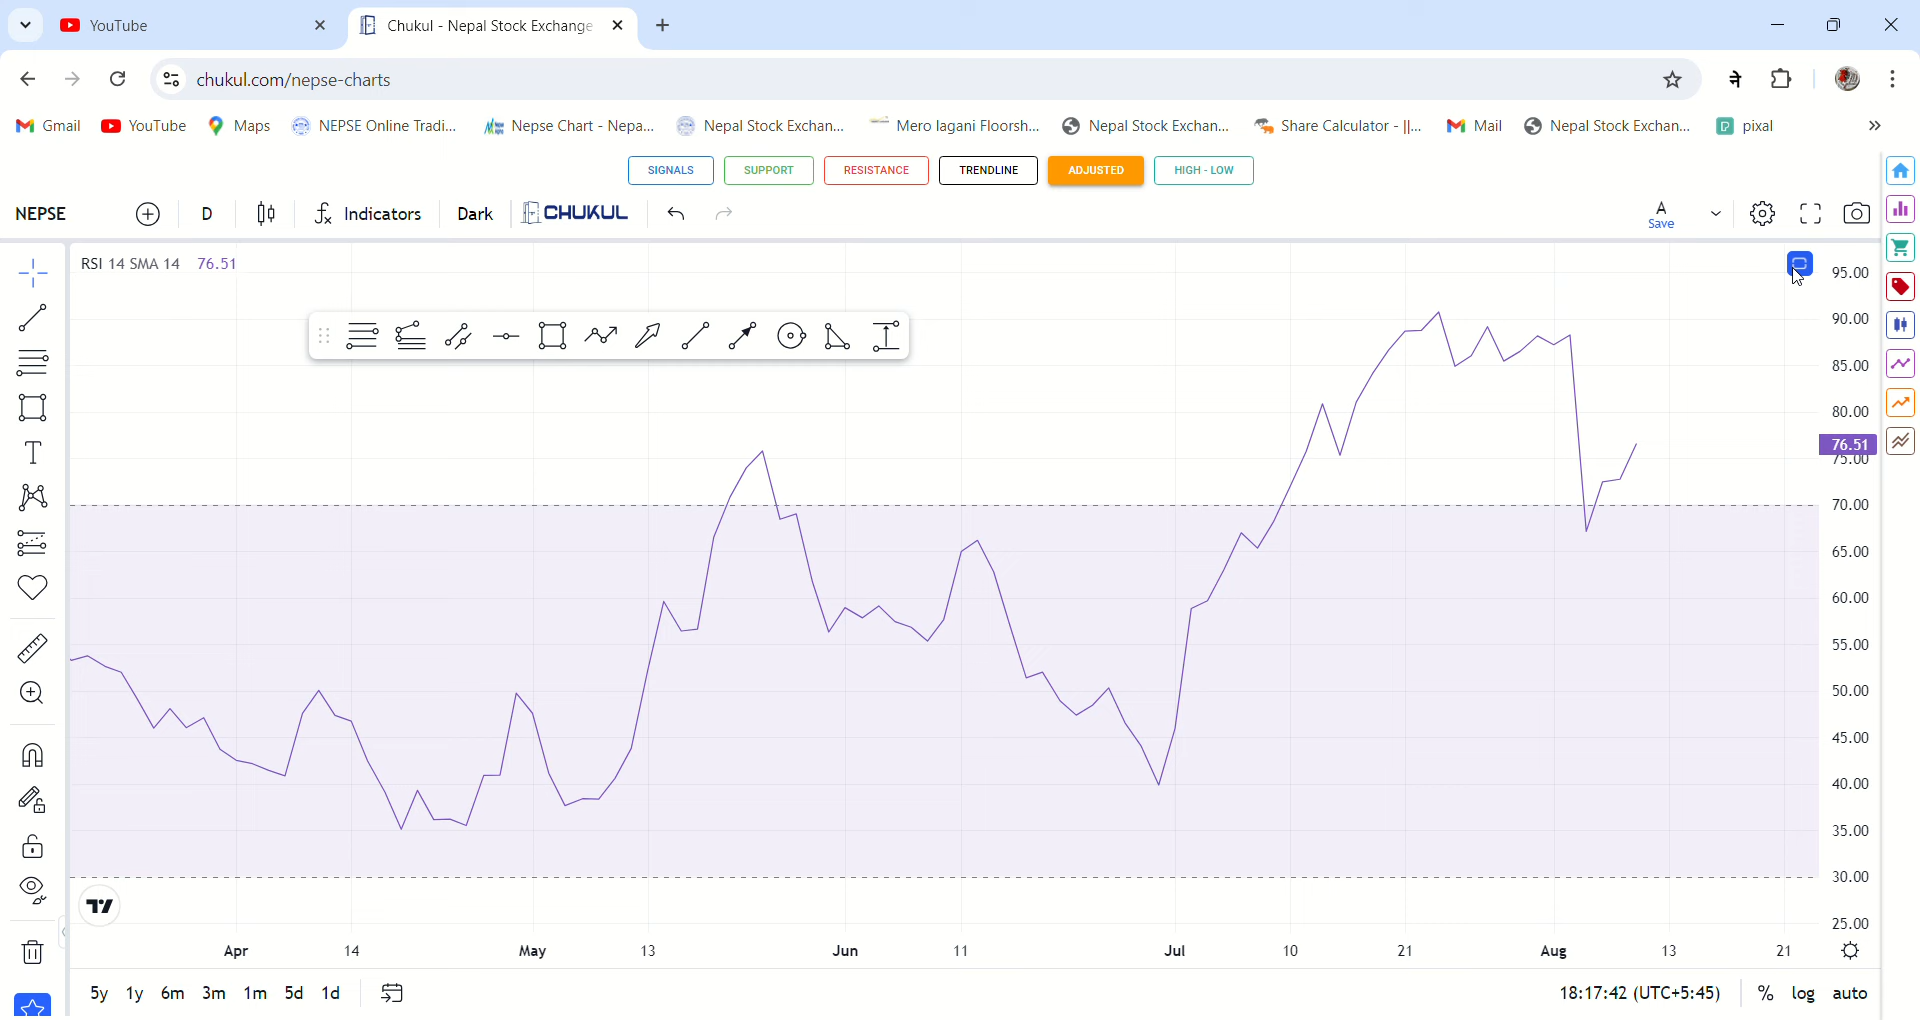 YouTube
Chukul - Nepal Stock Exchange
chukul.com/nepse-charts
ने
Gmail YouTube Maps NEPSE Online Tradi... Nepse Chart - Nepa... Nepal Stock Exchan... Mero lagani Floorsh... Nepal Stock Exchan... Share Calculator - ||... Mail Nepal Stock Exchan... pixal
SIGNALS SUPPORT RESISTANCE TRENDLINE ADJUSTED HIGH - LOW
NEPSE D Indicators Dark CHUKUL A
Save
RSI 14 SMA 14 76.51
95.00
90.00
85.00
80.00
76.51
75.00
70.00
65.00
60.00
55.00
50.00
45.00
40.00
35.00
30.00
25.00
Apr 14 May 13 Jun 11 Jul 10 21 Aug 13 21
5y 1y 6m 3m 1m 5d 1d 18:17:42 (UTC+5:45) % log auto